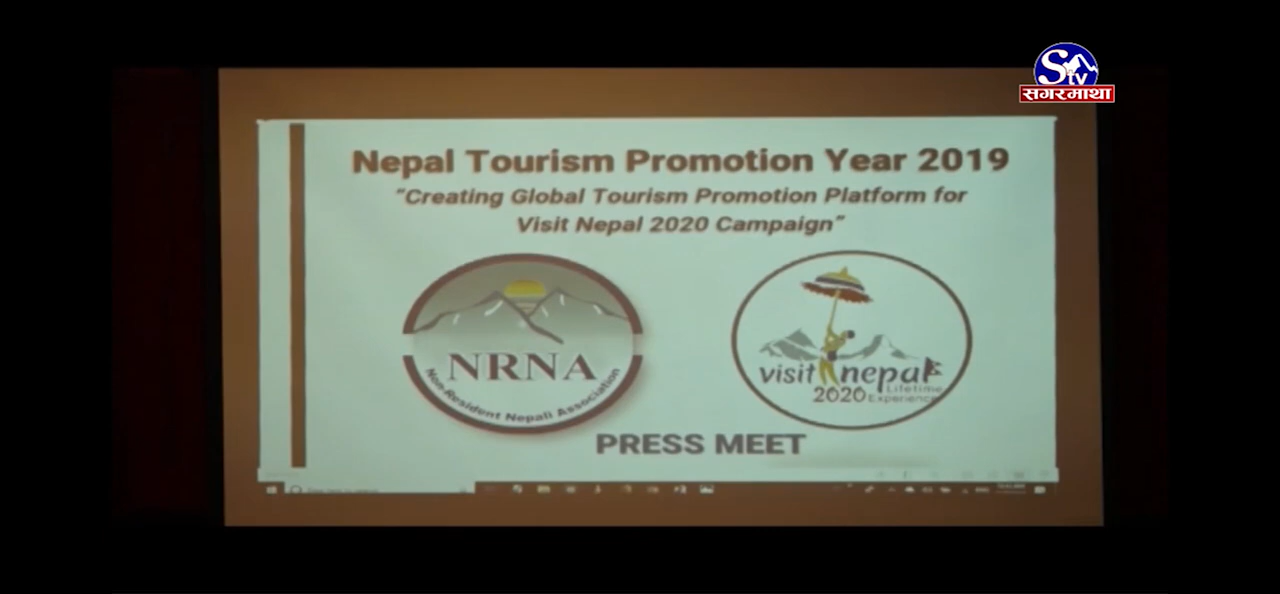 Stv
सगरमाथा
Nepal Tourism Promotion Year 2019
"Creating Global Tourism Promotion Platform for
Visit Nepal 2020 Campaign"
NRNA
Non-Resident Nepali Association
visit nepal
2020 Lifetime
Experience
PRESS MEET